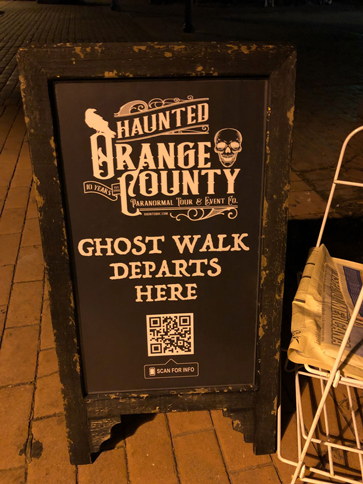 HAUNTED
ORANGE
10 YEARS
COUNTY
PARANORMAL TOUR & EVENT CO.
GHOST WALK
DEPARTS
HERE
SCAN FOR INFO